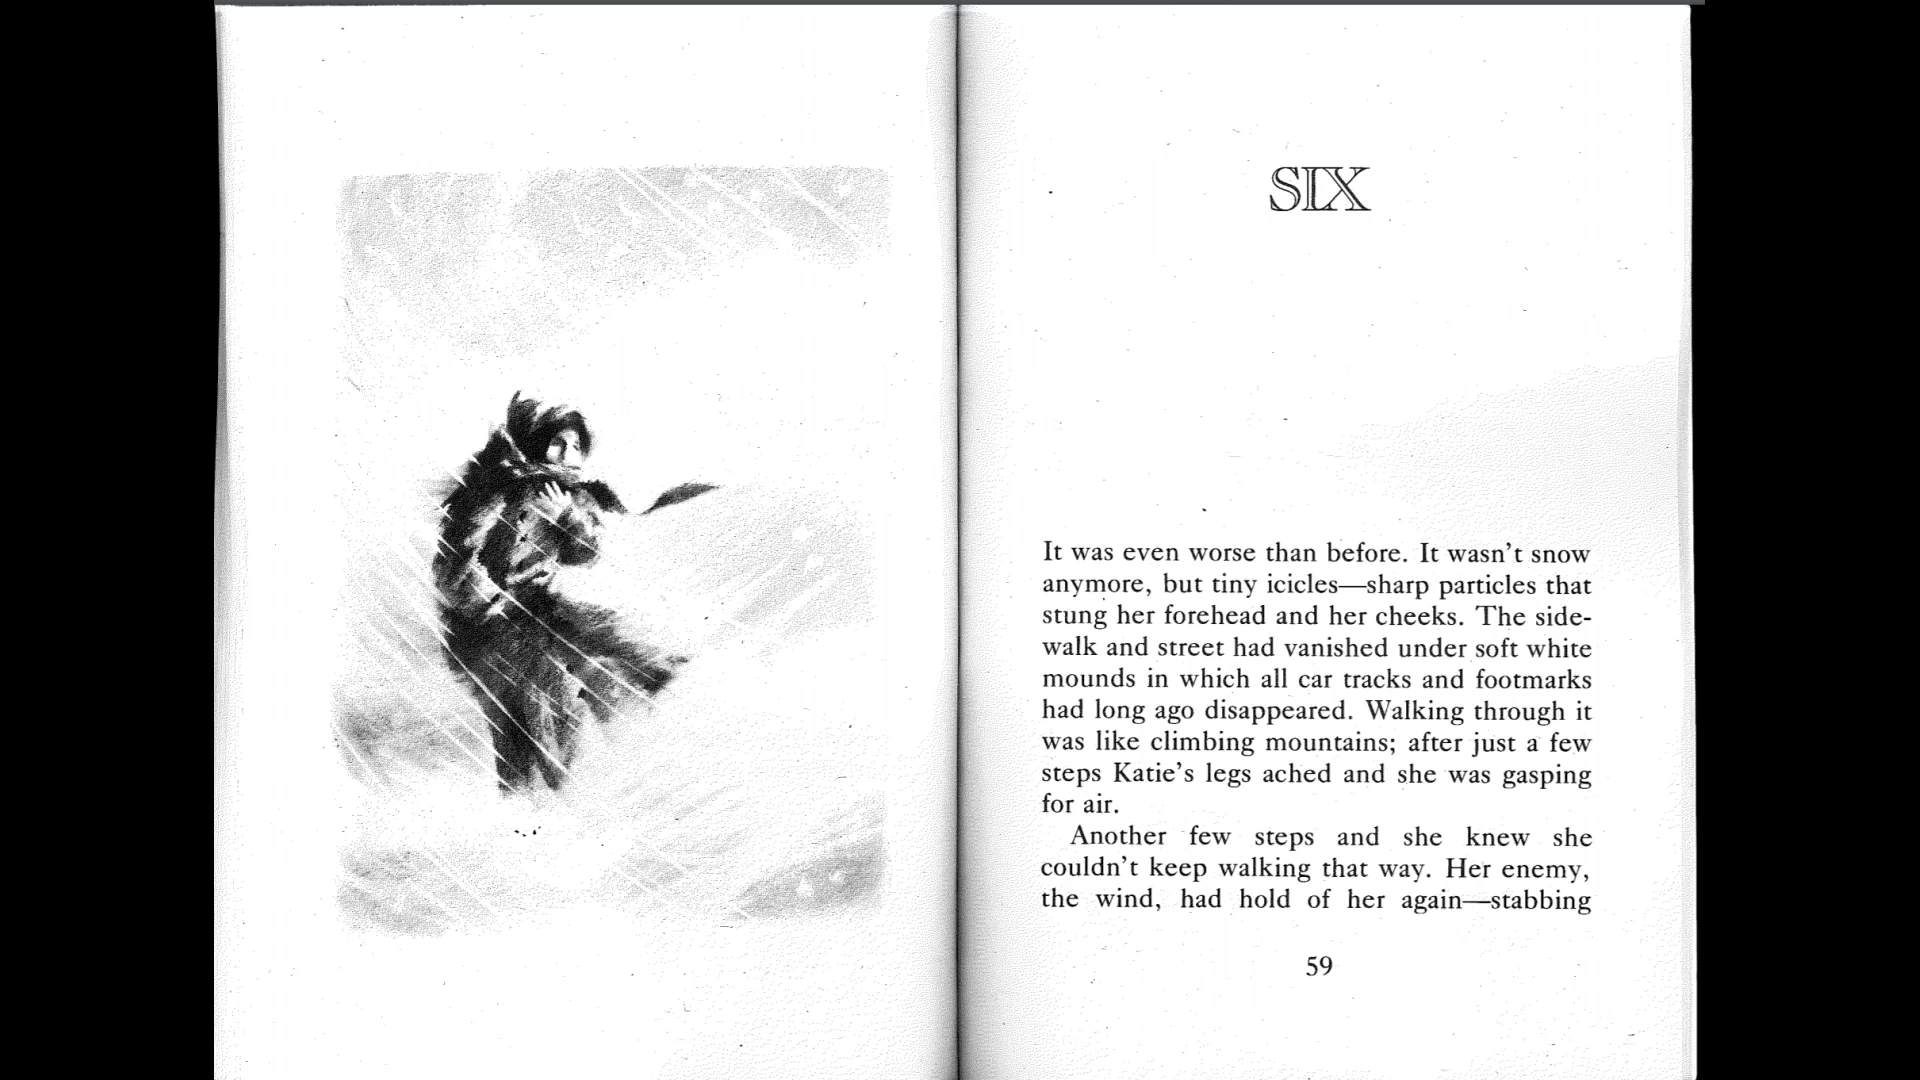 SIX
It was even worse than before. It wasn't snow
anymore, but tiny icicles—sharp particles that
stung her forehead and her cheeks. The side-
walk and street had vanished under soft white
mounds in which all car tracks and footmarks
had long ago disappeared. Walking through it
was like climbing mountains; after just a few
steps Katie's legs ached and she was gasping
for air.
Another few steps and she knew she
couldn't keep walking that way. Her enemy,
the wind, had hold of her again—stabbing
59